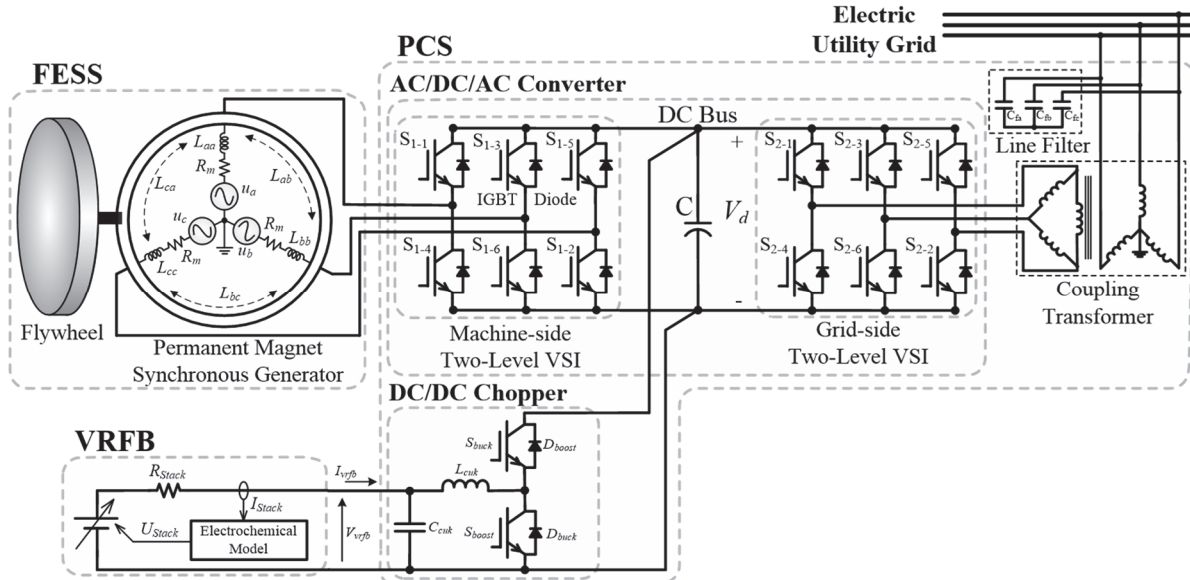 Electric
Utility Grid
PCS
FESS
AC/DC/AC Converter
DC Bus
S1-1
S1-3
S1-5
S2-1
S2-3
S2-5
Cfa
Cfb
Cfc
Line Filter
Laa
Rm
Lca
Lab
ua
IGBT
Diode
+
C
Vd
uc
Rm
ub
Rm
Lbb
Lcc
Lbc
S1-4
S1-6
S1-2
S2-4
S2-6
S2-2
-
Flywheel
Permanent Magnet
Synchronous Generator
Machine-side
Two-Level VSI
Grid-side
Two-Level VSI
Coupling
Transformer
DC/DC Chopper
VRFB
RStack
Ivrfb
Lcuk
Sbuck
Dboost
IStack
UStack
Electrochemical
Model
Vvrfb
Ccuk
Sboost
Dbuck